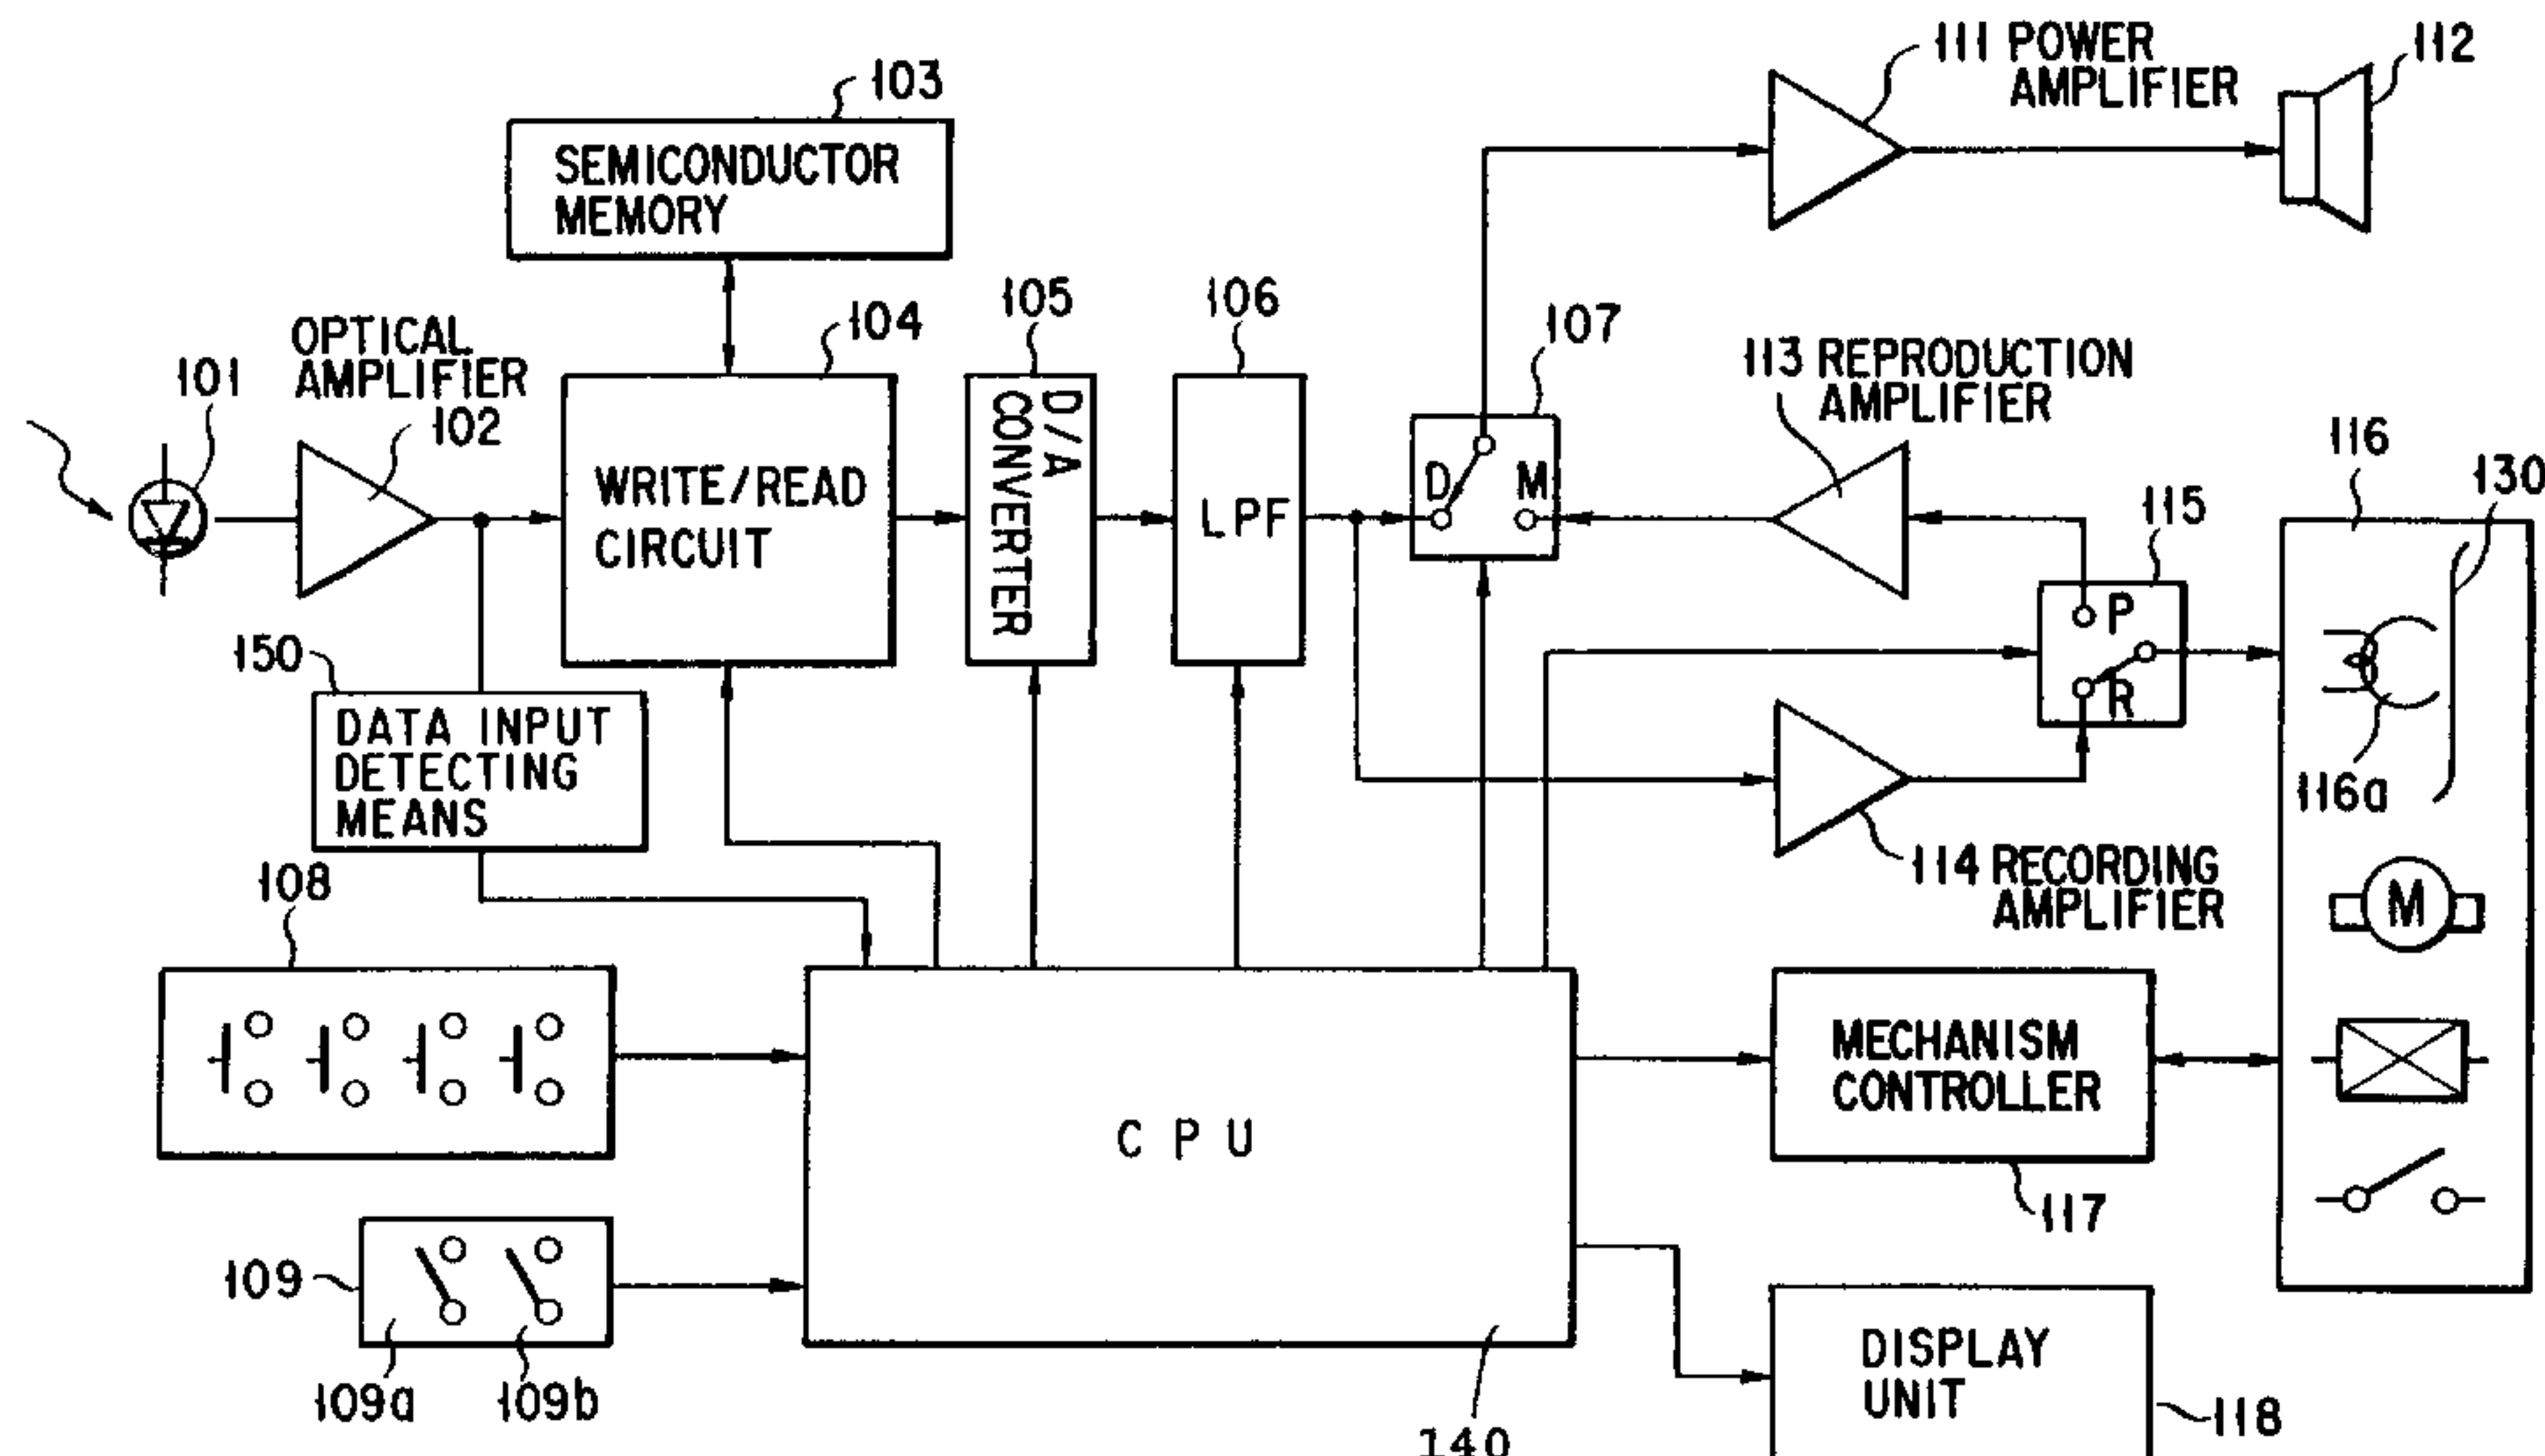 111 POWER
AMPLIFIER
112
103
SEMICONDUCTOR
MEMORY
OPTICAL
AMPLIFIER
101
102
104
WRITE/READ
CIRCUIT
105
D/A
CONVERTER
106
LPF
107
D
M
113 REPRODUCTION
AMPLIFIER
115
P
R
116
130
116a
M
114 RECORDING
AMPLIFIER
150
DATA INPUT
DETECTING
MEANS
108
CPU
MECHANISM
CONTROLLER
117
109
109a
109b
140
DISPLAY
UNIT
118